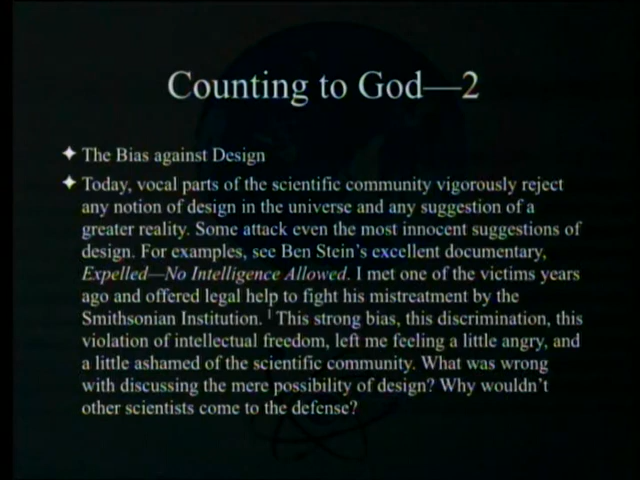 Counting to God—2
✦ The Bias against Design
✦ Today, vocal parts of the scientific community vigorously reject
any notion of design in the universe and any suggestion of a
greater reality. Some attack even the most innocent suggestions of
design. For examples, see Ben Stein's excellent documentary,
Expelled—No Intelligence Allowed. I met one of the victims years
ago and offered legal help to fight his mistreatment by the
Smithsonian Institution. This strong bias, this discrimination, this
violation of intellectual freedom, left me feeling a little angry, and
a little ashamed of the scientific community. What was wrong
with discussing the mere possibility of design? Why wouldn't
other scientists come to the defense?